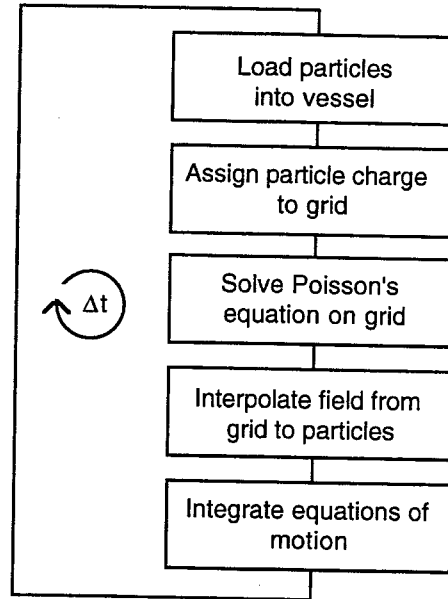 Load particles
into vessel
Assign particle charge
to grid
Δt
Solve Poisson's
equation on grid
Interpolate field from
grid to particles
Integrate equations of
motion